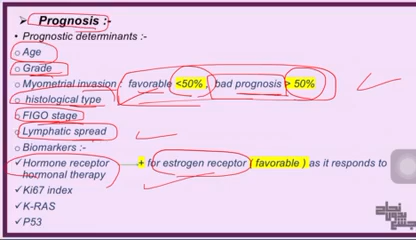 ➤ Prognosis :-
• Prognostic determinants :-
o Age
o Grade
o Myometrial invasion : favorable <50% , bad prognosis > 50%
o histological type
o FIGO stage
o Lymphatic spread
o Biomarkers :-
✓ Hormone receptor + for estrogen receptor ( favorable ) as it responds to
hormonal therapy
✓ Ki67 index
✓ K-RAS
✓ P53